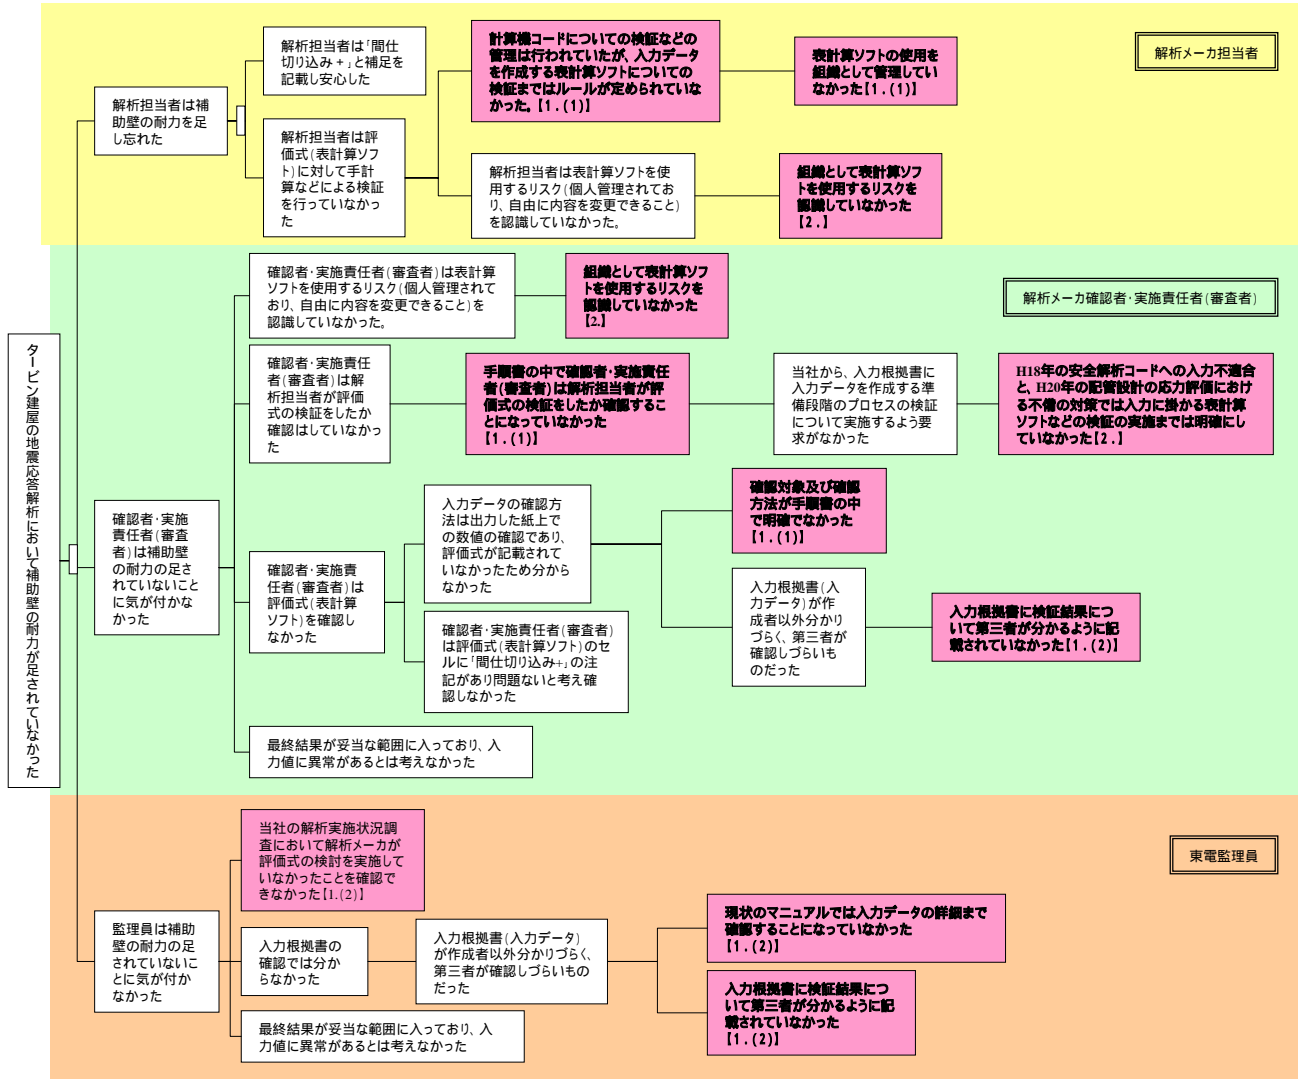 タービン建屋の地震応答解析において補助壁の耐力が足されていなかった
解析メーカ担当者
解析担当者は補
助壁の耐力を足
し忘れた
解析担当者は「間仕
切り込み+」と補足を
記載し安心した
解析担当者は評
価式(表計算ソフ
ト)に対して手計
算などによる検証
を行っていなかっ
た
計算機コードについての検証などの
管理は行われていたが、入力データ
を作成する表計算ソフトについての
検証まではルールが定められていな
かった。【1.(1)】
表計算ソフトの使用を
組織として管理してい
なかった【1.(1)】
解析担当者は表計算ソフトを使
用するリスク(個人管理されてお
り、自由に内容を変更できること)
を認識していなかった。
組織として表計算ソフ
トを使用するリスクを
認識していなかった
【2.】
解析メーカ確認者・実施責任者(審査者)
確認者・実施
責任者(審査
者)は補助壁
の耐力の足さ
れていないこと
に気が付かな
かった
確認者・実施責任者(審査者)は表計算
ソフトを使用するリスク(個人管理されて
おり、自由に内容を変更できること)を
認識していなかった。
組織として表計算ソフ
トを使用するリスクを
認識していなかった
【2.】
確認者・実施責任
者(審査者)は解
析担当者が評価
式の検証をしたか
確認はしていなかっ
た
手順書の中で確認者・実施責任
者(審査者)は解析担当者が評
価式の検証をしたか確認するこ
とになっていなかった
【1.(1)】
当社から、入力根拠書に
入力データを作成する準
備段階のプロセスの検証
について実施するよう要
求がなかった
H18年の安全解析コードへの入力不適合
と、H20年の配管設計の応力評価におけ
る不備の対策では入力に掛かる表計算
ソフトなどの検証の実施までは明確にし
ていなかった【2.】
確認者・実施責
任者(審査者)は
評価式(表計算
ソフト)を確認し
なかった
入力データの確認方
法は出力した紙上で
の数値の確認であり、
評価式が記載されて
いなかったため分から
なかった
確認対象及び確認
方法が手順書の中
で明確でなかった
【1.(1)】
入力根拠書(入
力データ)が作
成者以外分かり
づらく、第三者が
確認しづらいも
のだった
入力根拠書に検証結果につ
いて第三者が分かるように記
載されていなかった【1.(2)】
確認者・実施責任者(審査者)
は評価式(表計算ソフト)のセ
ルに「間仕切り込み+」の注
記があり問題ないと考え確
認しなかった
最終結果が妥当な範囲に入っており、入
力値に異常があるとは考えなかった
東電監理員
監理員は補助
壁の耐力の足
されていないこ
とに気が付か
なかった
当社の解析実施状況調
査において解析メーカが
評価式の検討を実施して
いなかったことを確認で
きなかった【1.(2)】
入力根拠書の
確認では分か
らなかった
入力根拠書(入力データ)
が作成者以外分かりづらく、
第三者が確認しづらいもの
だった
現状のマニュアルでは入力データの詳細まで
確認することになっていなかった
【1.(2)】
入力根拠書に検証結果につ
いて第三者が分かるように記
載されていなかった
【1.(2)】
最終結果が妥当な範囲に入っており、入
力値に異常があるとは考えなかった